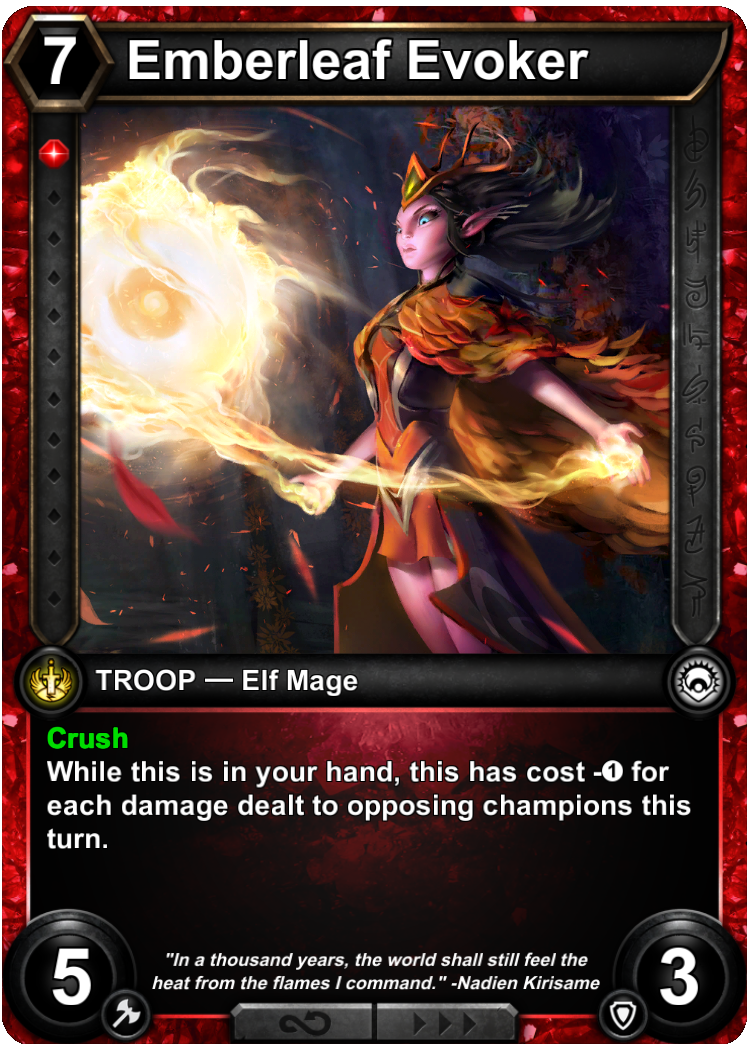 7 Emberleaf Evoker
TROOP — Elf Mage
Crush
While this is in your hand, this has cost -1 for
each damage dealt to opposing champions this
turn.
"In a thousand years, the world shall still feel the
heat from the flames I command." -Nadien Kirisame
5 3